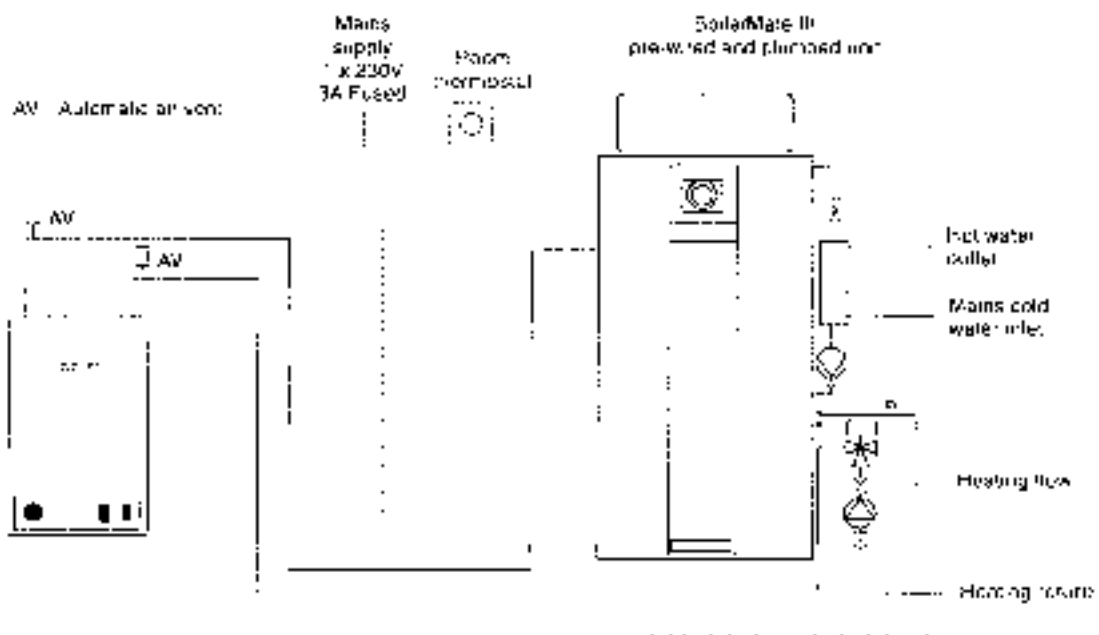 Mains
supply
1 x 230V
3A Fused
Room
thermostat
BoilerMate III
pre-wired and plumbed unit
AV Automatic air vent
AV
AV
Hot water
outlet
Mains cold
water inlet
Heating flow
Heating return